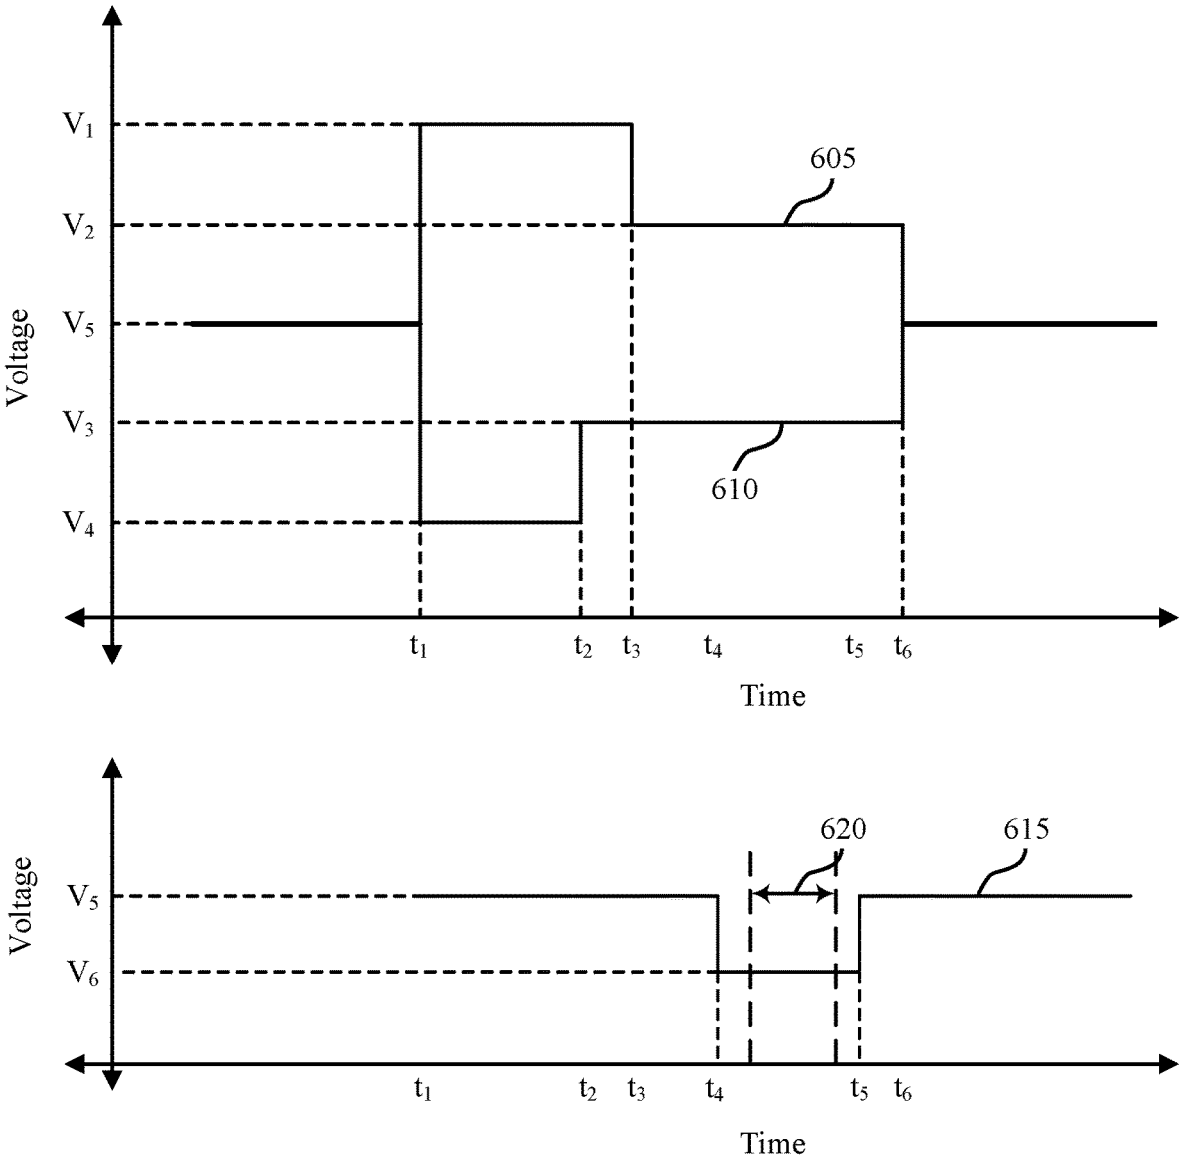 V₁
605
V₂
V₅
Voltage
V₃
610
V₄
t₁ t₂ t₃ t₄ t₅ t₆
Time
620 615
V₅
Voltage
V₆
t₁ t₂ t₃ t₄ t₅ t₆
Time